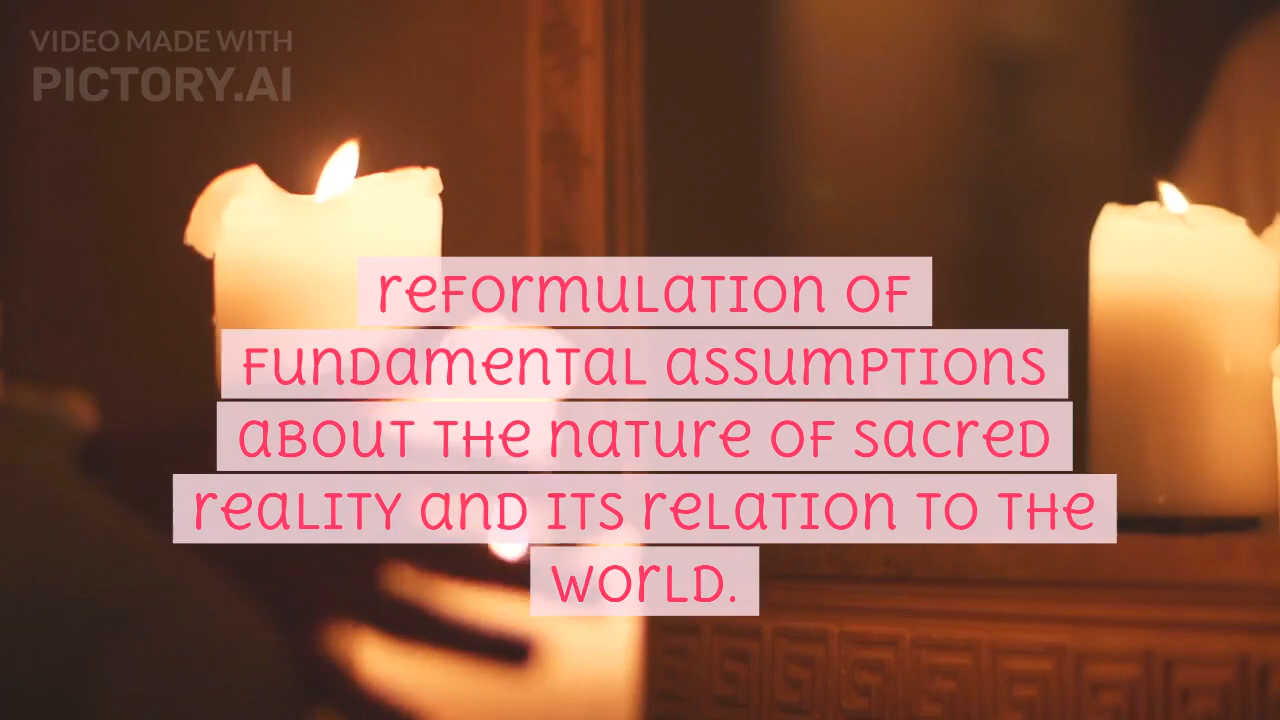 VIDEO MADE WITH
PICTORY.AI
reformulation of
fundamental assumptions
about the nature of sacred
reality and its relation to the
world.